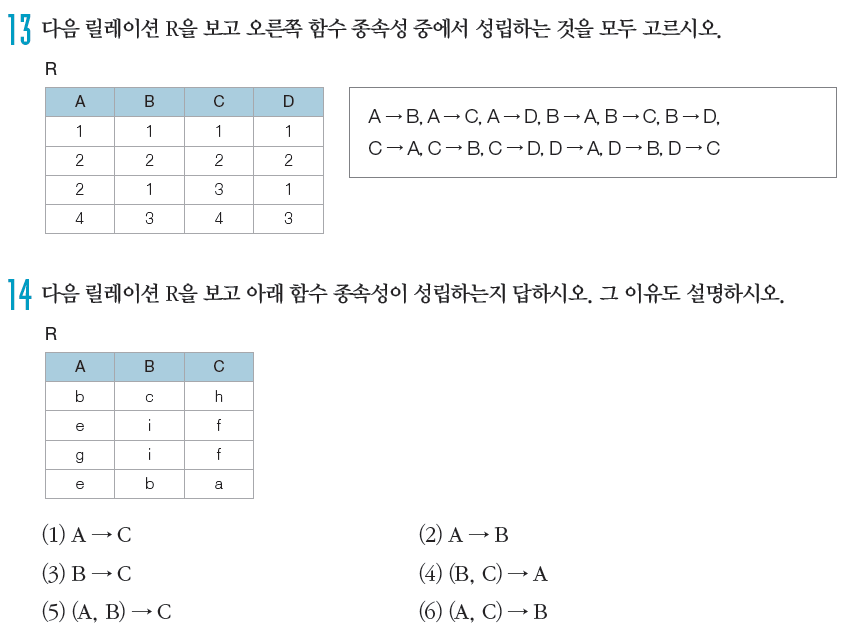 13 다음 릴레이션 R을 보고 오른쪽 함수 종속성 중에서 성립하는 것을 모두 고르시오.
R
A B C D
1 1 1 1
2 2 2 2
2 1 3 1
4 3 4 3
A→B, A→C, A→D, B→A, B→C, B→D,
C→A, C→B, C→D, D→A, D→B, D→C
14 다음 릴레이션 R을 보고 아래 함수 종속성이 성립하는지 답하시오. 그 이유도 설명하시오.
R
A B C
b c h
e i f
g i f
e b a
(1) A→C (2) A→B
(3) B→C (4) (B, C)→A
(5) (A, B)→C (6) (A, C)→B